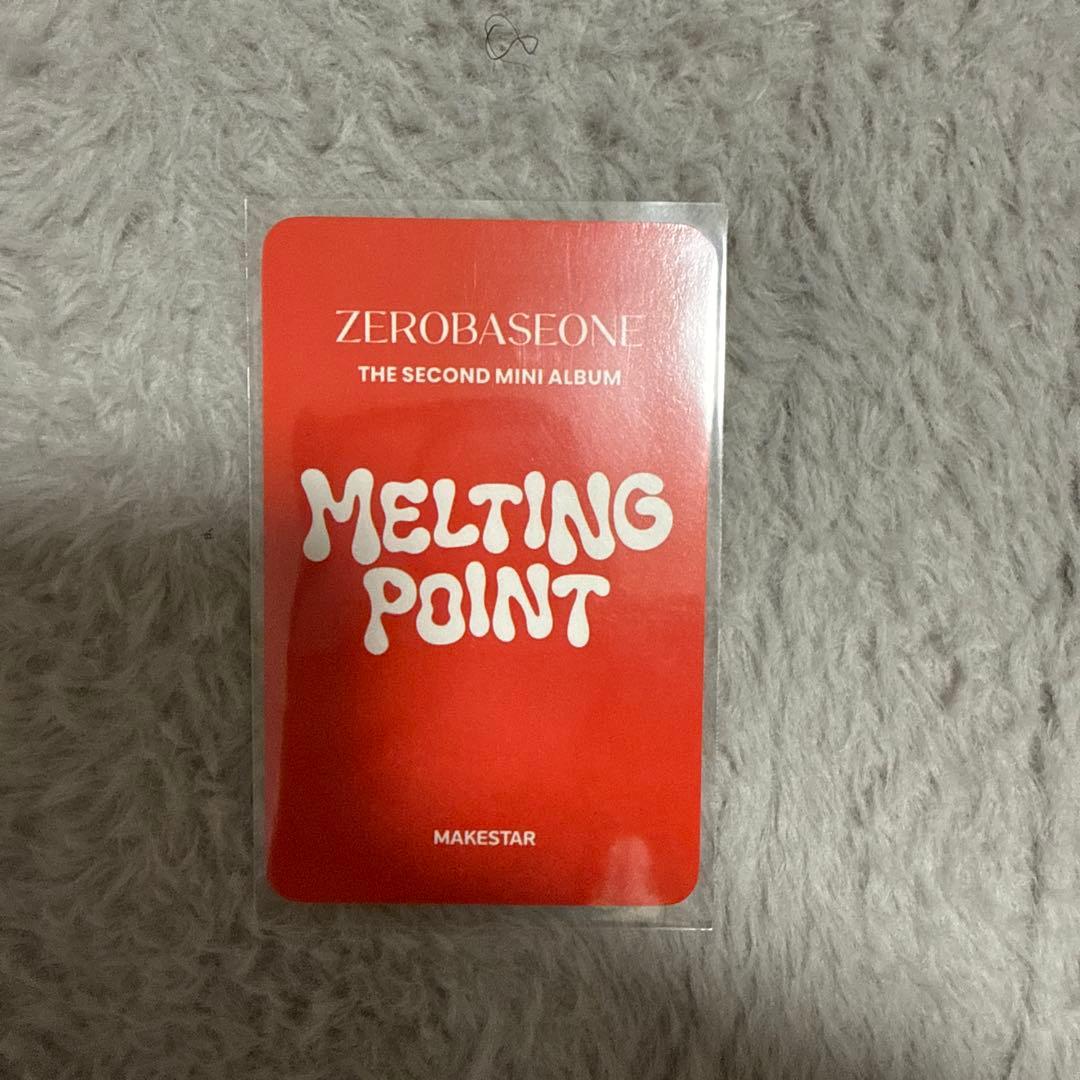 ZEROBASEONE
THE SECOND MINI ALBUM
MELTING
POINT
MAKESTAR